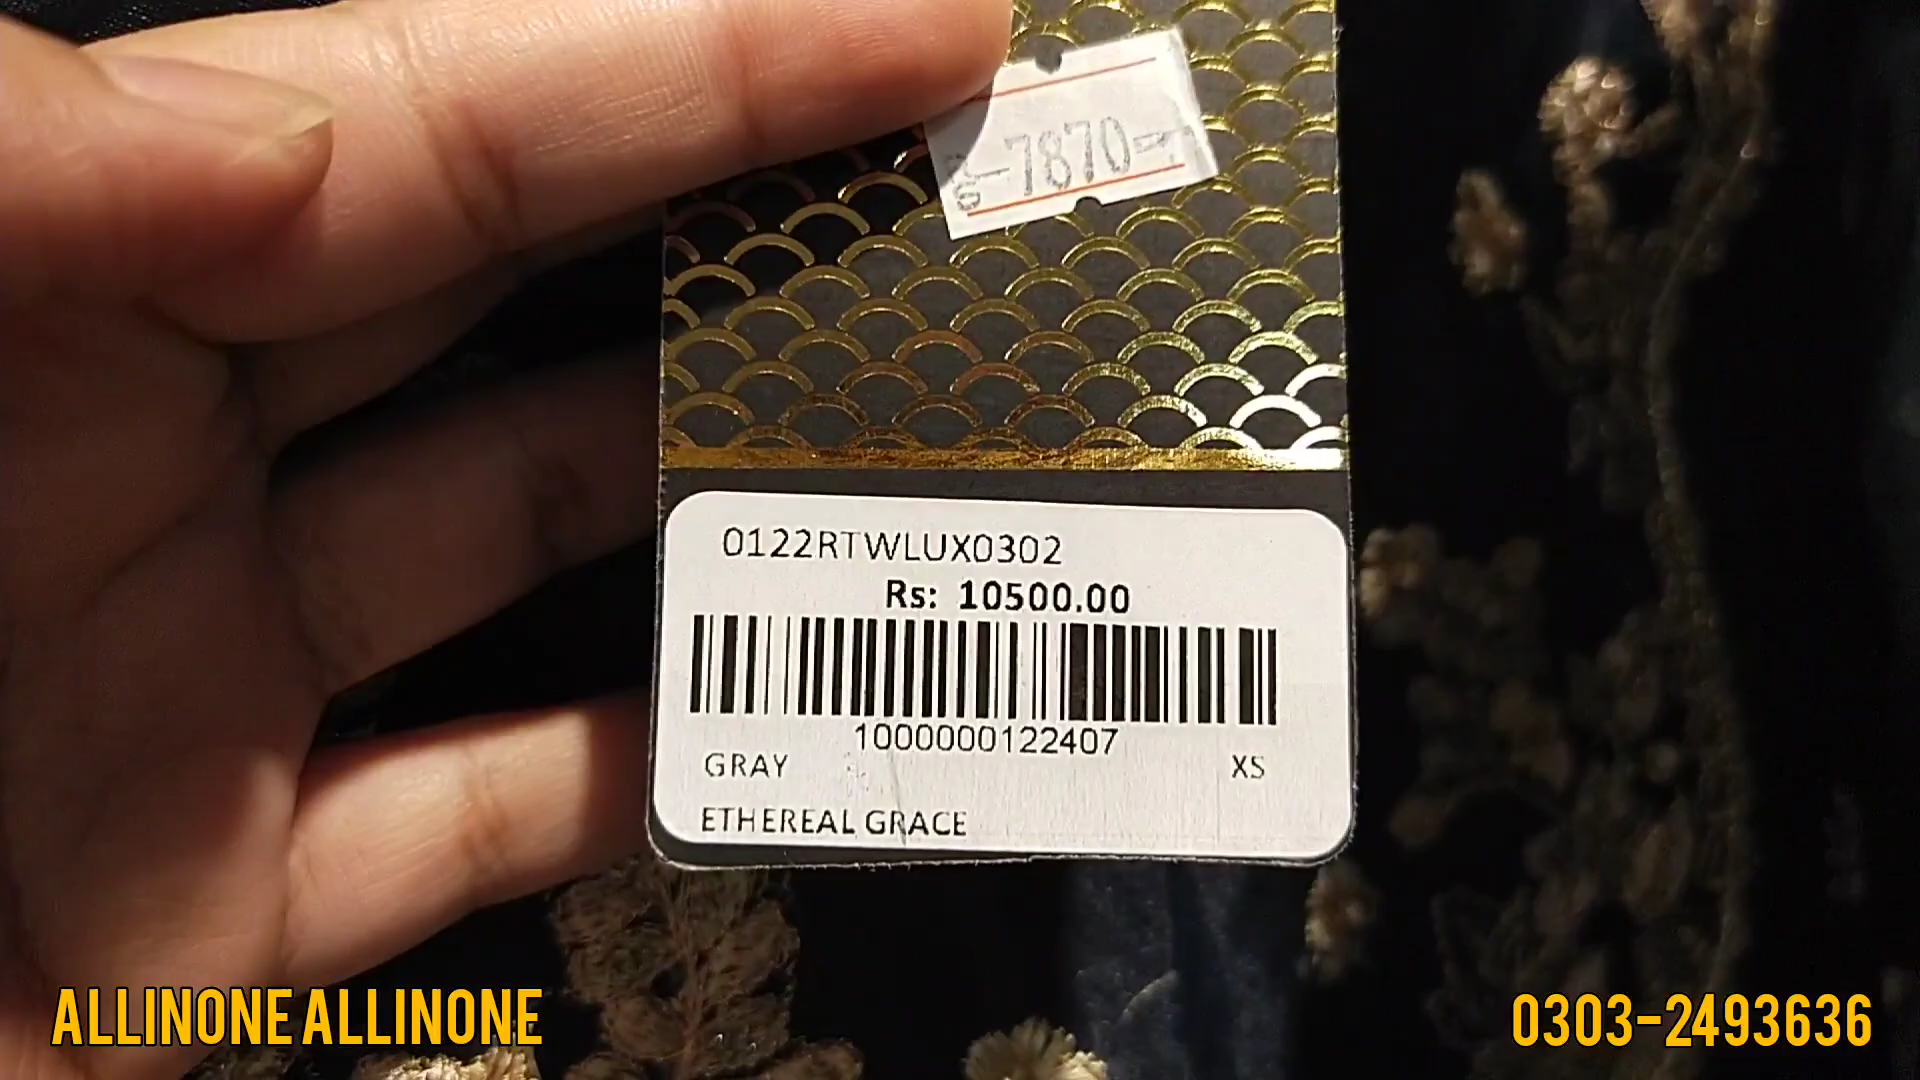 -7870-
0122RTWLUX0302
Rs: 10500.00
1000000122407
GRAY XS
ETHEREAL GRACE
ALLINONE ALLINONE
0303-2493636